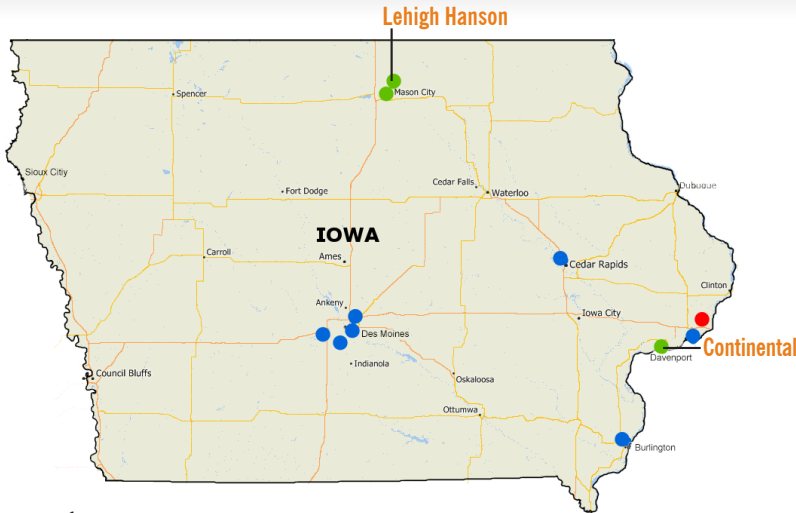 Lehigh Hanson
Mason City
Spencer
Sioux Citiy
Fort Dodge
Cedar Falls
Waterloo
Dubuque
IOWA
Carroll
Ames
Cedar Rapids
Clinton
Ankeny
Iowa City
Des Moines
Continental
Davenport
Indianola
Council Bluffs
Oskaloosa
Ottumwa
Burlington